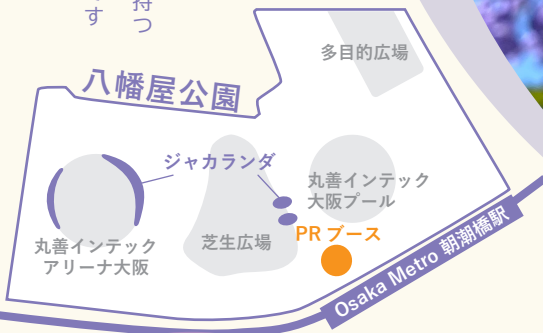 持つ
す
多目的広場
八幡屋公園
ジャカランダ
丸善インテック
大阪プール
丸善インテック
アリーナ大阪
芝生広場
PR ブース
Osaka Metro 朝潮橋駅